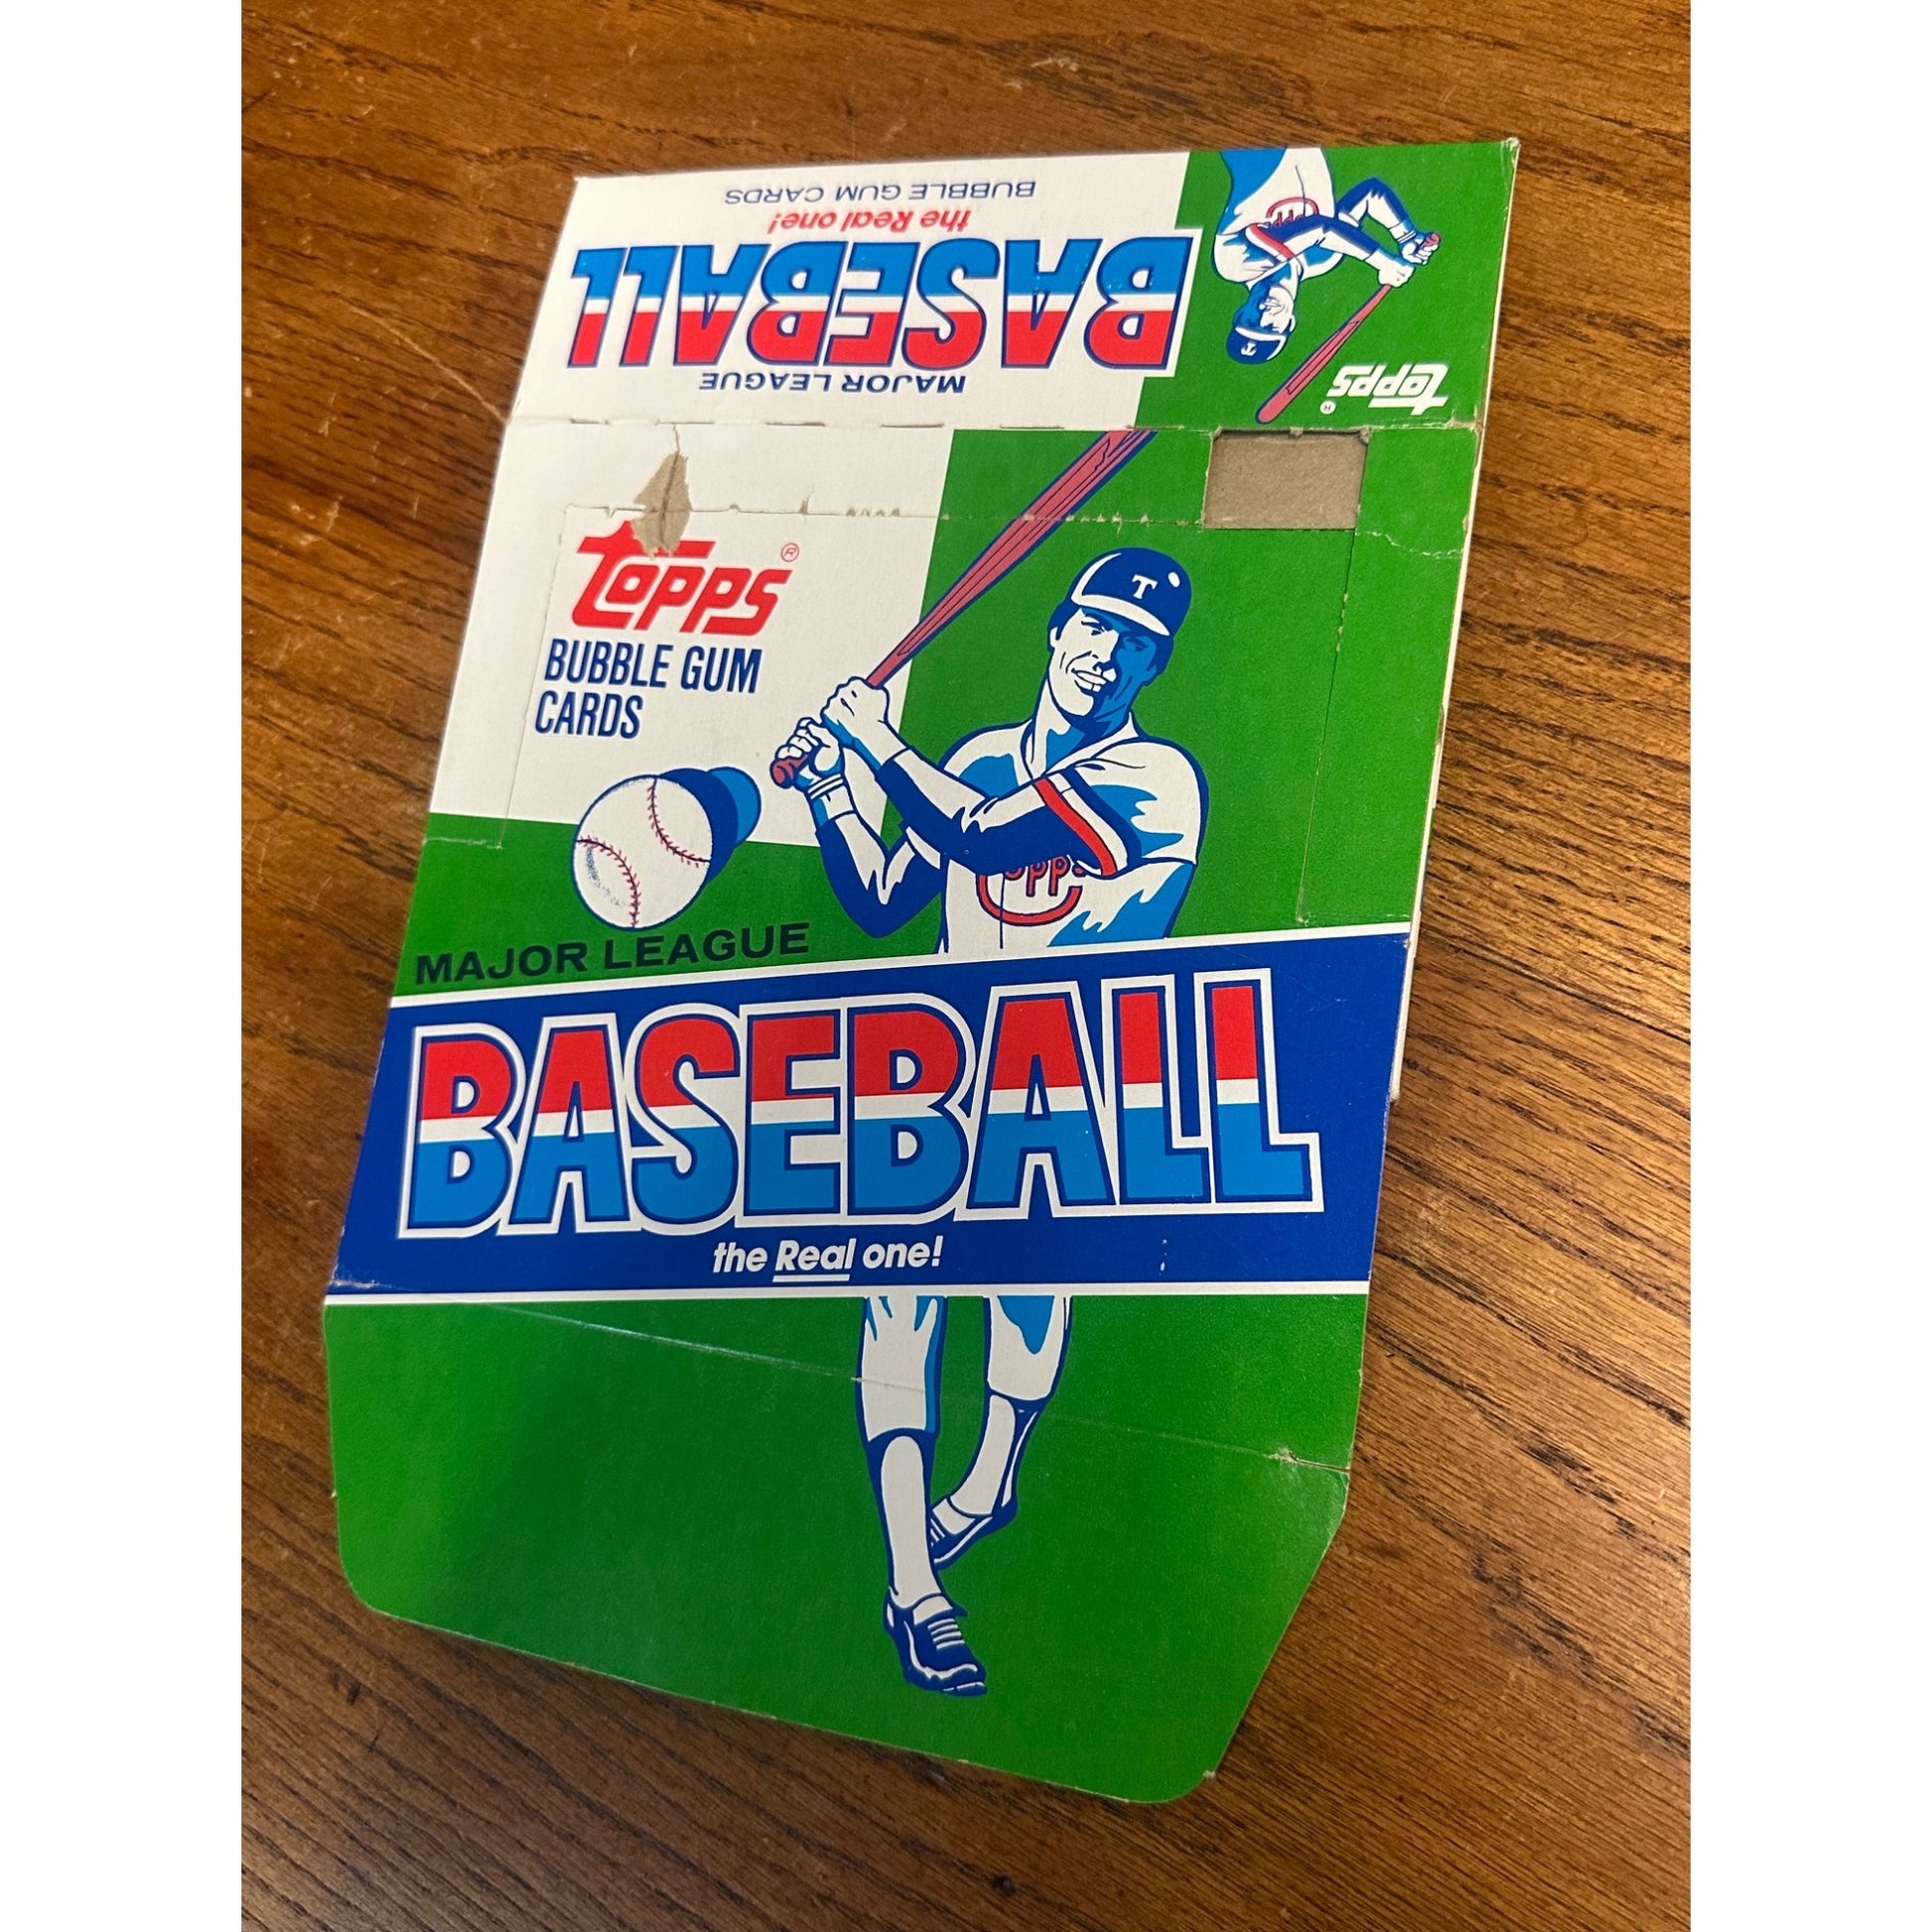 BUBBLE GUM CARDS
the Real one!
BASEBALL
MAJOR LEAGUE
Topps
Topps®
BUBBLE GUM
CARDS
T
Topps
MAJOR LEAGUE
BASEBALL
the Real one!